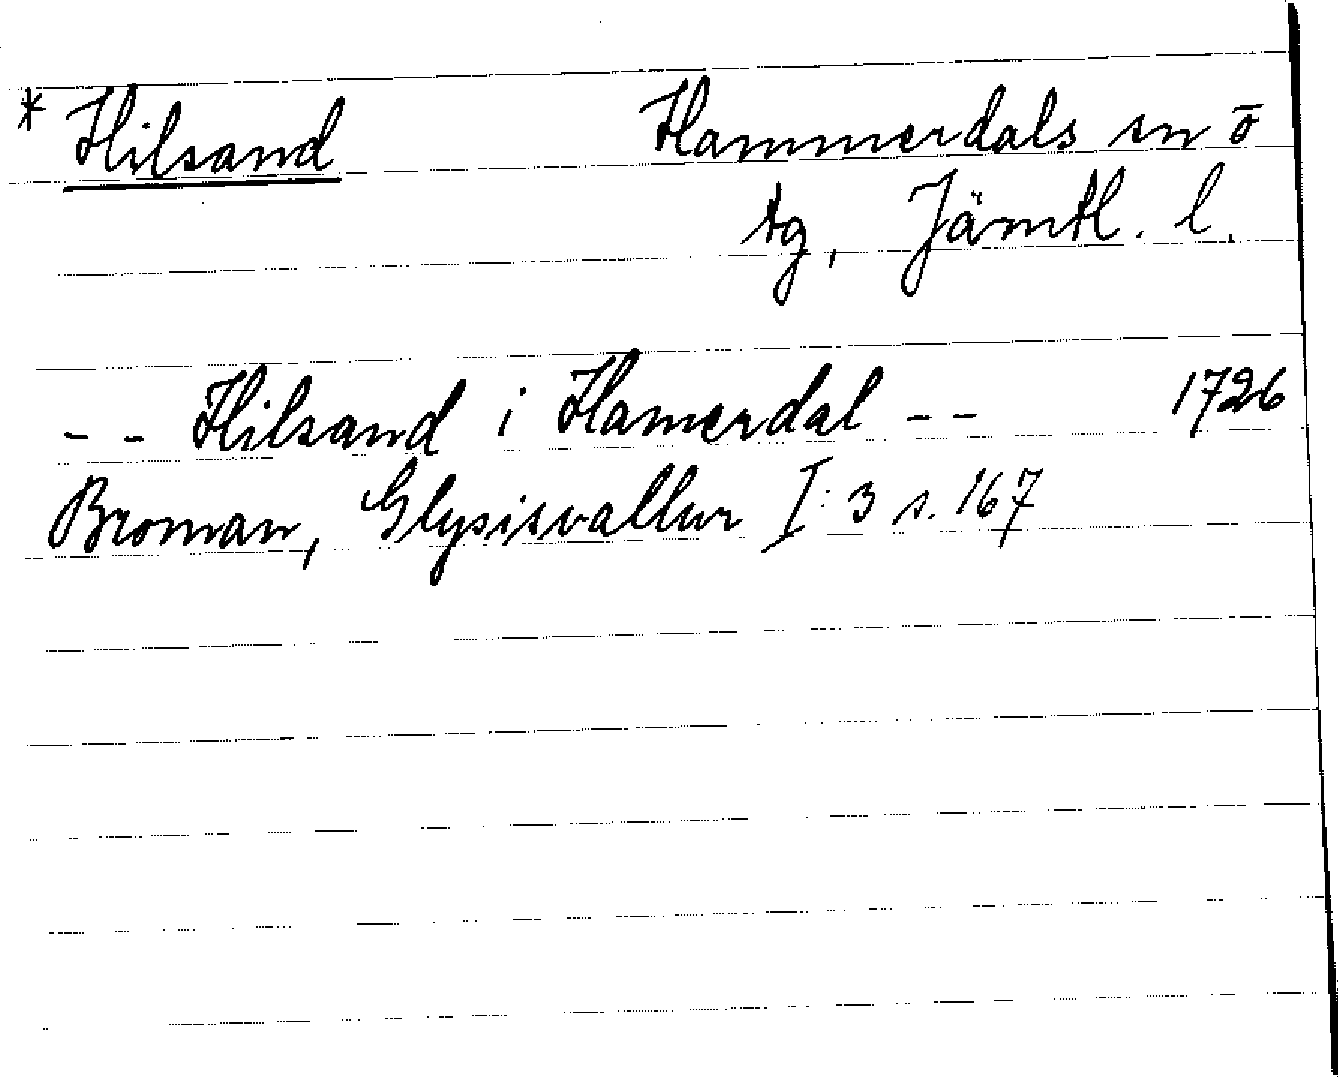 * Hilsand Hammerdals sn ō
tg, Jämtl. l.
-- Hilsand i Hamerdal -- 1726
Broman, Glysisvallur I:3 s. 167